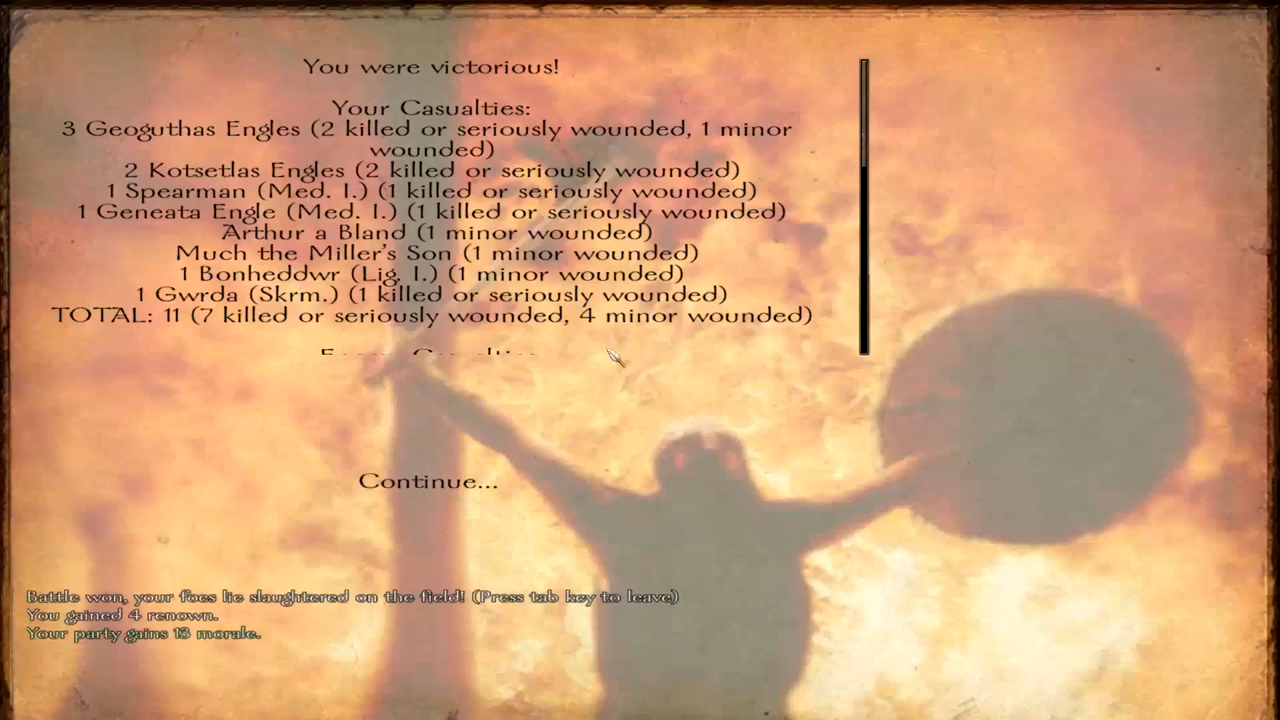 You were victorious!
Your Casualties:
3 Geoguthas Engles (2 killed or seriously wounded, 1 minor
wounded)
2 Kotsetlas Engles (2 killed or seriously wounded)
1 Spearman (Med. I.) (1 killed or seriously wounded)
1 Geneata Engle (Med. I.) (1 killed or seriously wounded)
Arthur a Bland (1 minor wounded)
Much the Miller's Son (1 minor wounded)
1 Bonheddwr (Lig. I.) (1 minor wounded)
1 Gwrda (Skrm.) (1 killed or seriously wounded)
TOTAL: 11 (7 killed or seriously wounded, 4 minor wounded)
Continue...
Battle won, your foes lie slaughtered on the field! (Press tab key to leave)
You gained 4 renown.
Your party gains 13 morale.